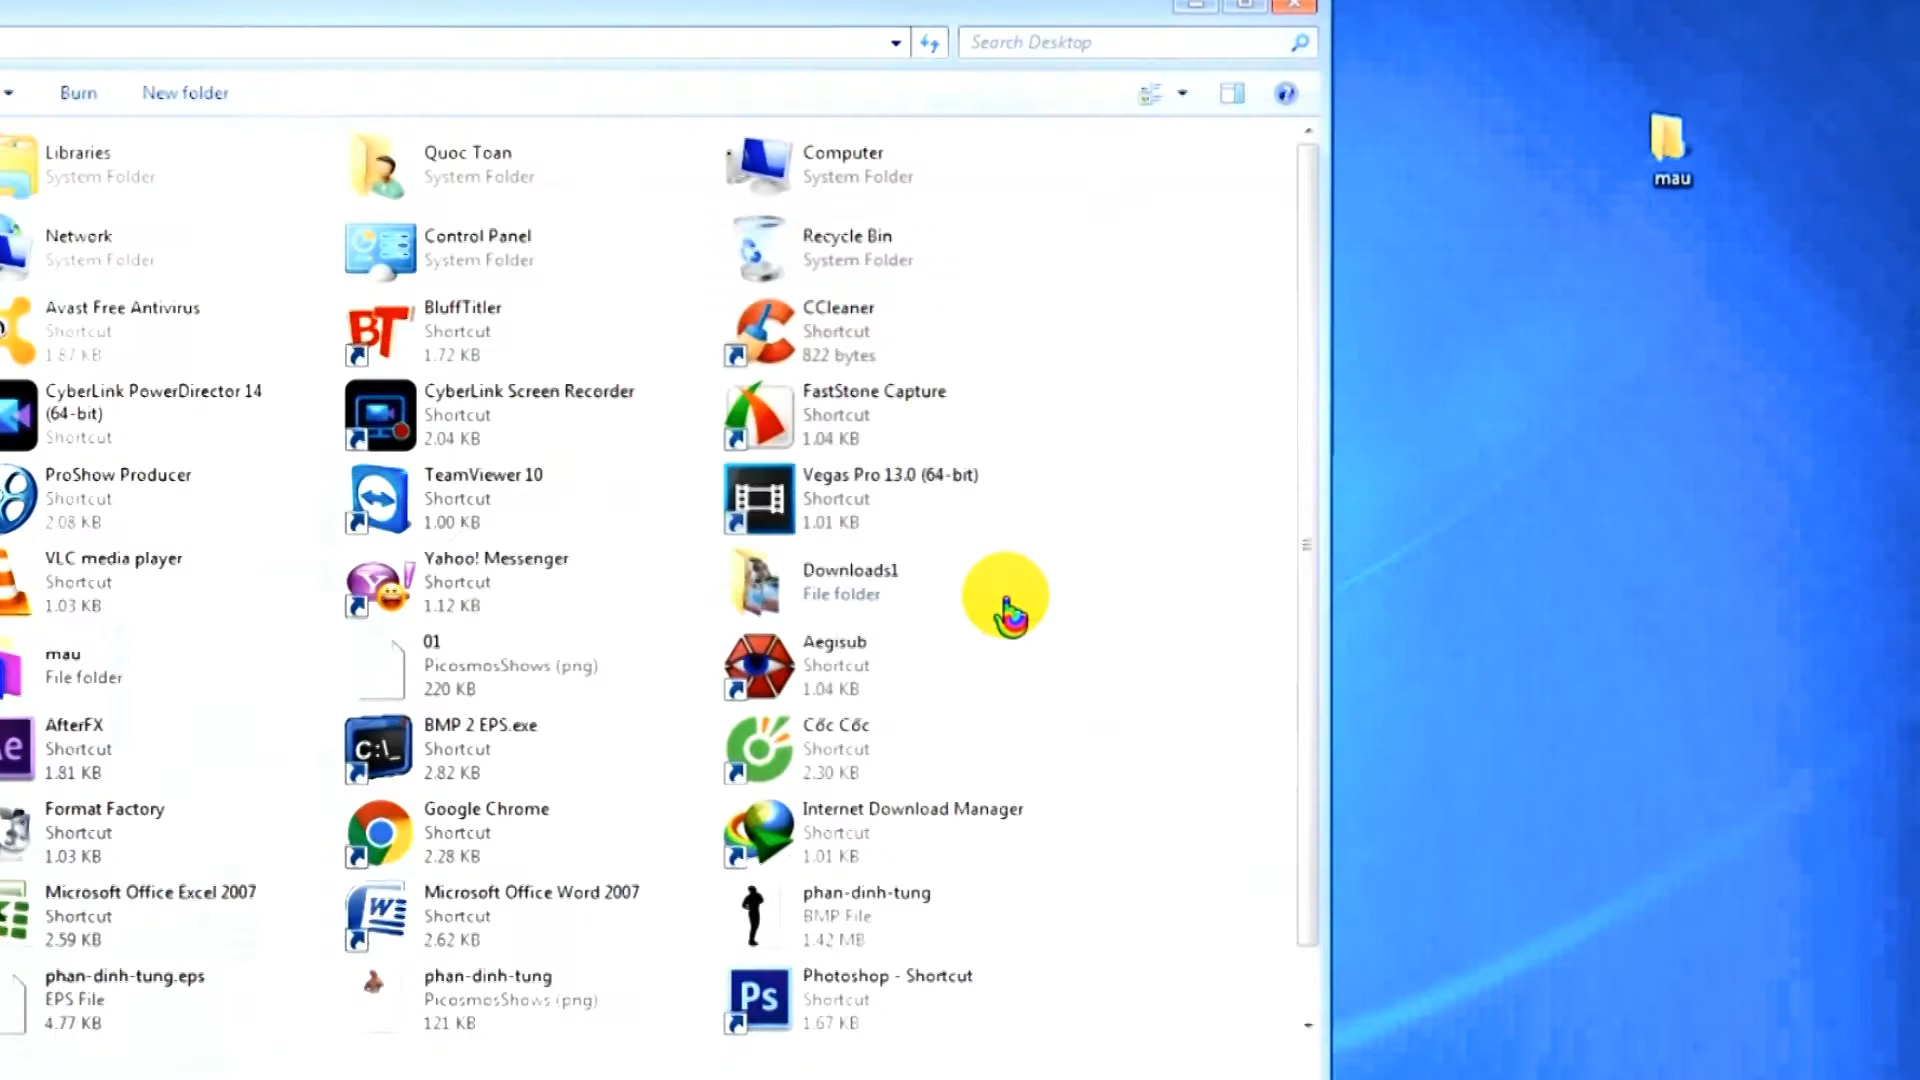 Search Desktop
Burn New folder
Libraries
System Folder
Quoc Toan
System Folder
Computer
System Folder
mau
Network
System Folder
Control Panel
System Folder
Recycle Bin
System Folder
Avast Free Antivirus
Shortcut
1.87 KB
BluffTitler
Shortcut
1.72 KB
CCleaner
Shortcut
822 bytes
CyberLink PowerDirector 14
(64-bit)
Shortcut
CyberLink Screen Recorder
Shortcut
2.04 KB
FastStone Capture
Shortcut
1.04 KB
ProShow Producer
Shortcut
2.08 KB
TeamViewer 10
Shortcut
1.00 KB
Vegas Pro 13.0 (64-bit)
Shortcut
1.01 KB
VLC media player
Shortcut
1.03 KB
Yahoo! Messenger
Shortcut
1.12 KB
Downloads1
File folder
mau
File folder
01
PicosmosShows (png)
220 KB
Aegisub
Shortcut
1.04 KB
AfterFX
Shortcut
1.81 KB
BMP 2 EPS.exe
Shortcut
2.82 KB
Cốc Cốc
Shortcut
2.30 KB
Format Factory
Shortcut
1.03 KB
Google Chrome
Shortcut
2.28 KB
Internet Download Manager
Shortcut
1.01 KB
Microsoft Office Excel 2007
Shortcut
2.59 KB
Microsoft Office Word 2007
Shortcut
2.62 KB
phan-dinh-tung
BMP File
1.42 MB
phan-dinh-tung.eps
EPS File
4.77 KB
phan-dinh-tung
PicosmosShows (png)
121 KB
Photoshop - Shortcut
Shortcut
1.67 KB
BT
C:\_
W
Ps